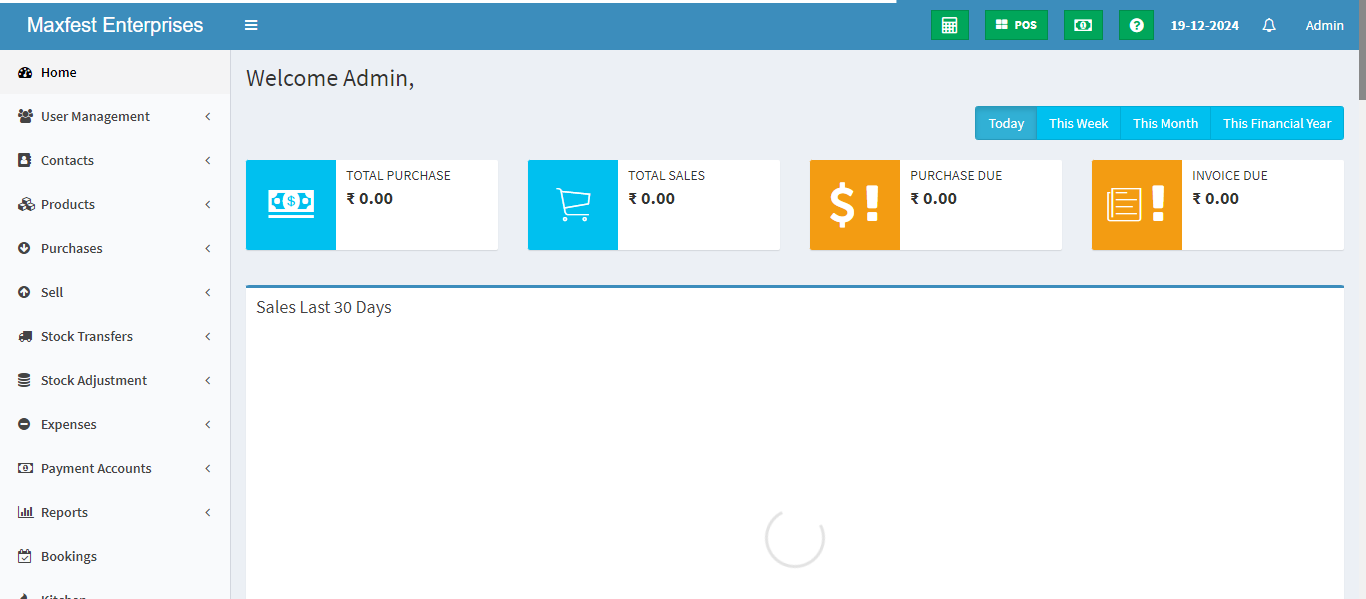 Maxfest Enterprises
POS
19-12-2024
Admin
Home
User Management
Contacts
Products
Purchases
Sell
Stock Transfers
Stock Adjustment
Expenses
Payment Accounts
Reports
Bookings
Kitchen
Welcome Admin,
Today
This Week
This Month
This Financial Year
TOTAL PURCHASE
₹ 0.00
TOTAL SALES
₹ 0.00
PURCHASE DUE
₹ 0.00
INVOICE DUE
₹ 0.00
Sales Last 30 Days